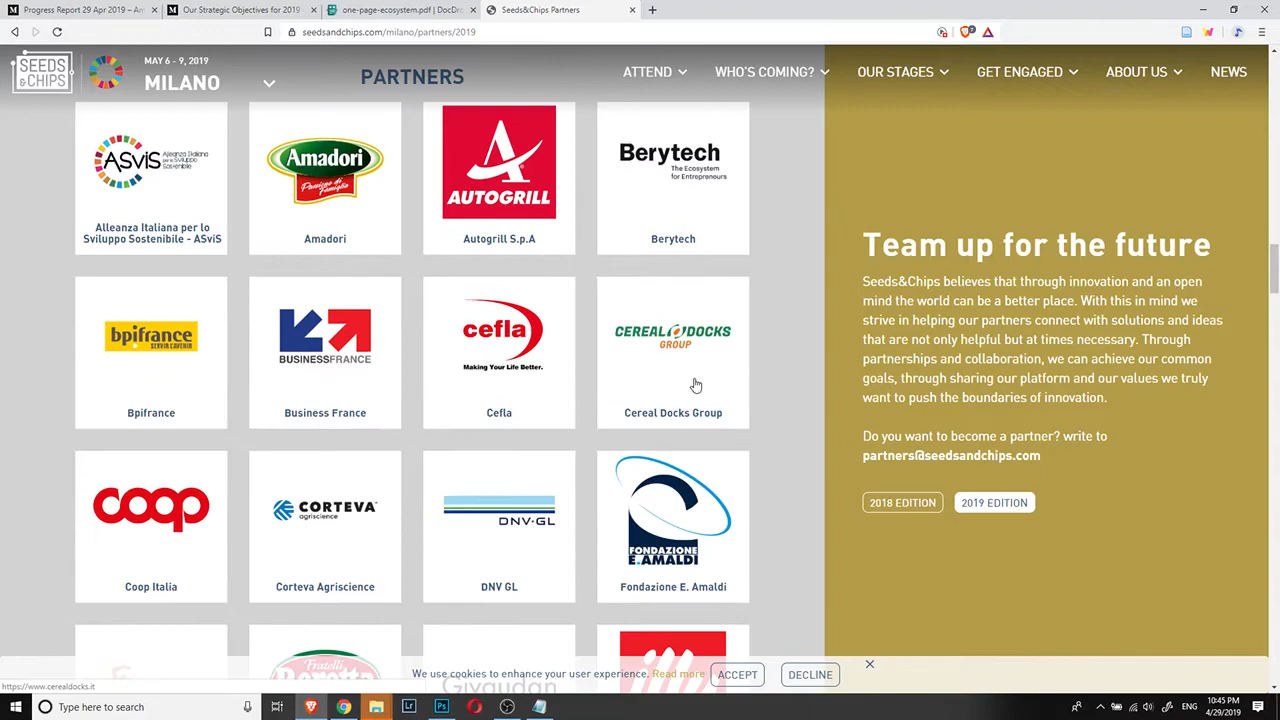 Progress Report 29 Apr 2019 – Am
Our Strategic Objectives for 2019
one-page-ecosystem.pdf | DocDro
Seeds&Chips Partners
seedsandchips.com/milano/partners/2019
SEEDS
&CHIPS
MAY 6 - 9, 2019
MILANO
PARTNERS
ATTEND
WHO'S COMING?
OUR STAGES
GET ENGAGED
ABOUT US
NEWS
ASviS
Alleanza Italiana
per lo Sviluppo
Sostenibile
Amadori
Passione di
Famiglia
AUTOGRILL
Berytech
The Ecosystem
for Entrepreneurs
Alleanza Italiana per lo
Sviluppo Sostenibile - ASviS
Amadori
Autogrill S.p.A
Berytech
bpifrance
SERVIR L'AVENIR
BUSINESSFRANCE
cefla
Making Your Life Better.
CEREAL DOCKS
GROUP
Bpifrance
Business France
Cefla
Cereal Docks Group
coop
CORTEVA
agriscience
DNV·GL
FONDAZIONE
E. AMALDI
Coop Italia
Corteva Agriscience
DNV GL
Fondazione E. Amaldi
Fratelli
Beretta
Givaudan
Team up for the future
Seeds&Chips believes that through innovation and an open
mind the world can be a better place. With this in mind we
strive in helping our partners connect with solutions and ideas
that are not only helpful but at times necessary. Through
partnerships and collaboration, we can achieve our common
goals, through sharing our platform and our values we truly
want to push the boundaries of innovation.
Do you want to become a partner? write to
partners@seedsandchips.com
2018 EDITION
2019 EDITION
We use cookies to enhance your user experience. Read more
ACCEPT
DECLINE
https://www.cerealdocks.it
Type here to search
10:45 PM
4/29/2019